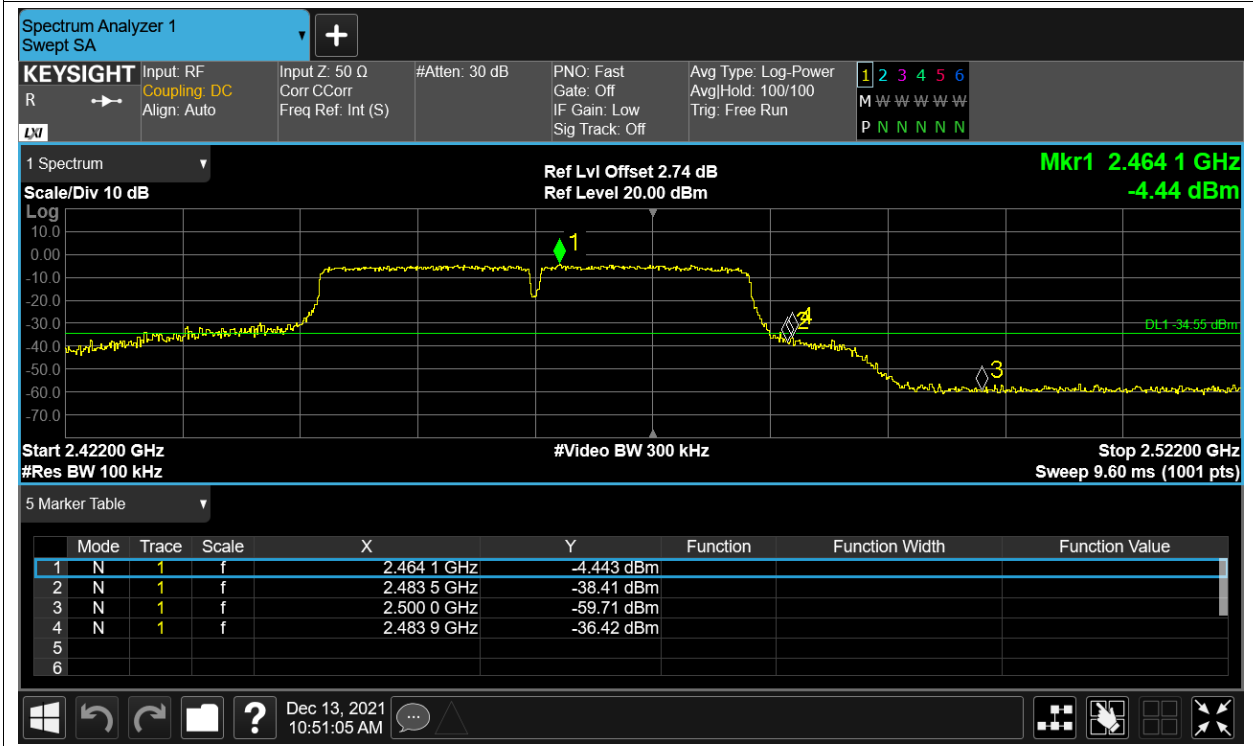 Spectrum Analyzer 1
Swept SA
KEYSIGHT Input: RF Input Z: 50 Ω #Atten: 30 dB PNO: Fast Avg Type: Log-Power 1 2 3 4 5 6
R Coupling: DC Corr CCorr Gate: Off Avg|Hold: 100/100 M W W W W W W
Align: Auto Freq Ref: Int (S) IF Gain: Low Trig: Free Run
LXI Sig Track: Off P N N N N N N
1 Spectrum Ref Lvl Offset 2.74 dB Mkr1 2.464 1 GHz
Scale/Div 10 dB Ref Level 20.00 dBm -4.44 dBm
Log
10.0
1
0.00
-10.0
-20.0
-30.0 4 2 DL1 -34.55 dBm
-40.0
-50.0 3
-60.0
-70.0
Start 2.42200 GHz #Video BW 300 kHz Stop 2.52200 GHz
#Res BW 100 kHz Sweep 9.60 ms (1001 pts)
5 Marker Table
Mode Trace Scale X Y Function Function Width Function Value
1 N 1 f 2.464 1 GHz -4.443 dBm
2 N 1 f 2.483 5 GHz -38.41 dBm
3 N 1 f 2.500 0 GHz -59.71 dBm
4 N 1 f 2.483 9 GHz -36.42 dBm
5
6
? Dec 13, 2021
10:51:05 AM